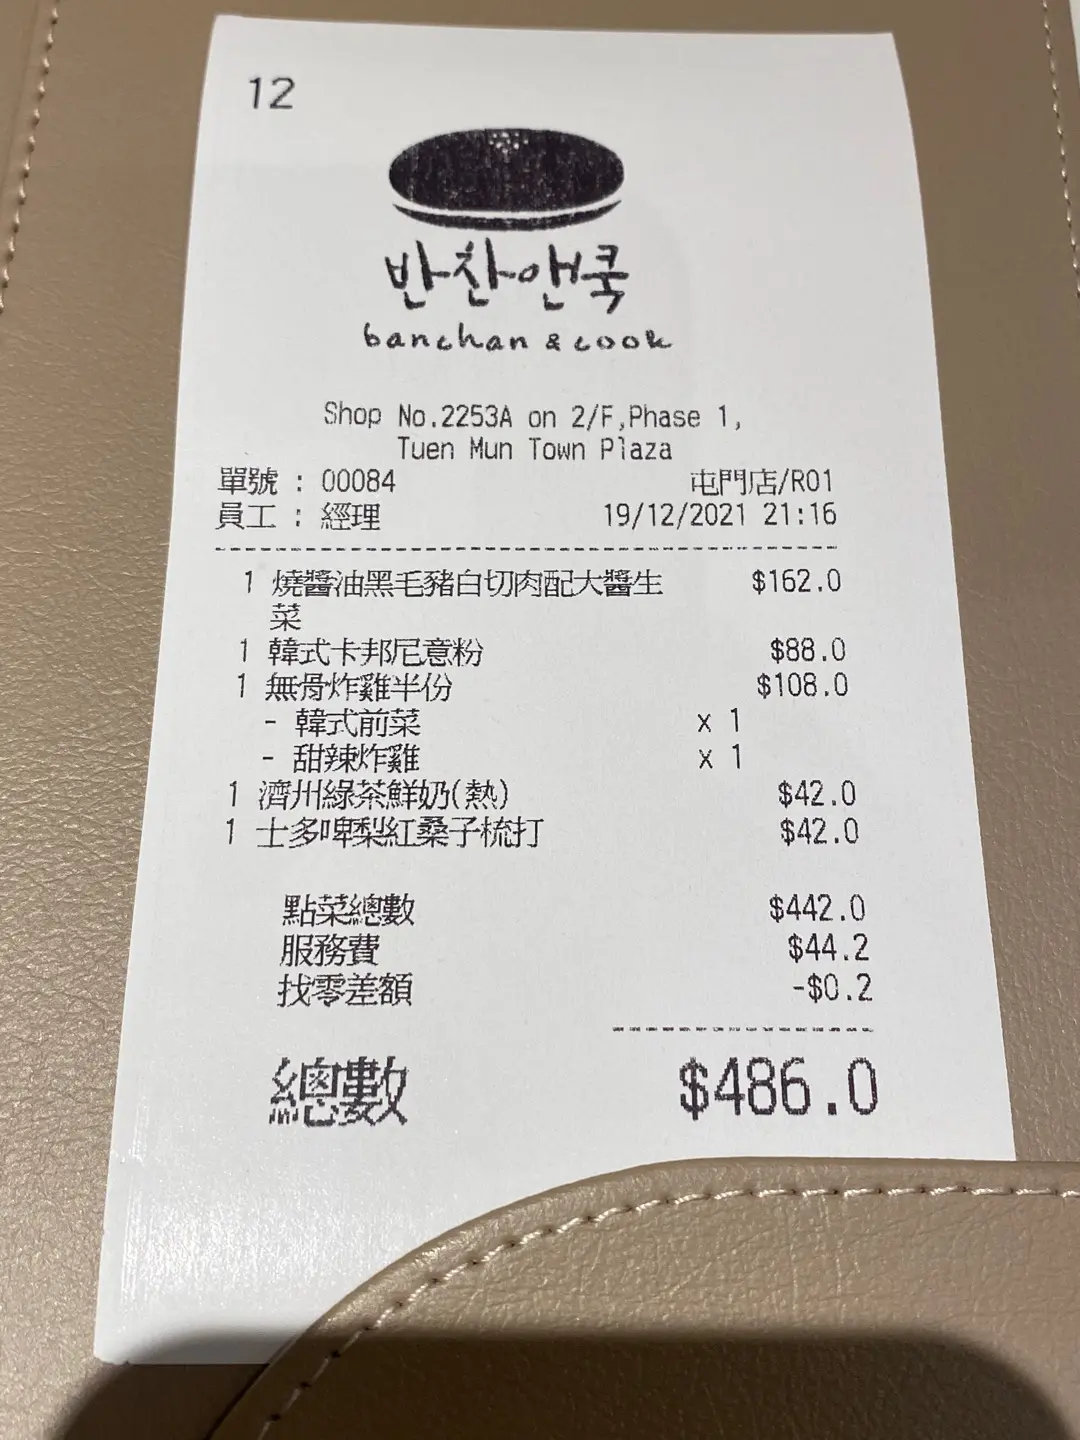 12
반찬앤쿡
banchan & cook
Shop No.2253A on 2/F,Phase 1,
Tuen Mun Town Plaza
單號 : 00084 屯門店/R01
員工 : 經理 19/12/2021 21:16
1 燒醬油黑毛豬白切肉配大醬生 $162.0
菜
1 韓式卡邦尼意粉 $88.0
1 無骨炸雞半份 $108.0
- 韓式前菜 x 1
- 甜辣炸雞 x 1
1 濟州綠茶鮮奶(熱) $42.0
1 士多啤梨紅桑子梳打 $42.0
點菜總數 $442.0
服務費 $44.2
找零差額 -$0.2
總數 $486.0